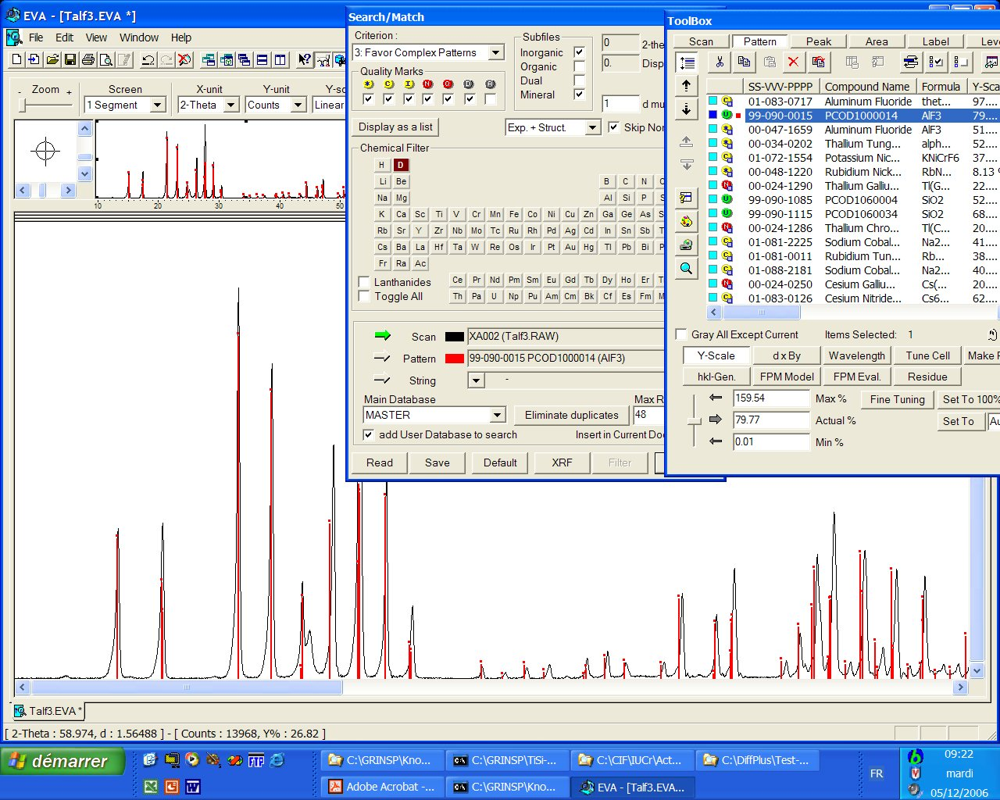 EVA - [Talf3.EVA *]
File Edit View Window Help
- Zoom +
Screen
X-unit
Y-unit
Y-sc
1 Segment
2-Theta
Counts
Linear
10 20 30 40 50
Search/Match
Criterion :
3: Favor Complex Patterns
Quality Marks
Subfiles
Inorganic
Organic
Dual
Mineral
0 2-the
0. Disp
1 d mu
Display as a list
Exp. + Struct.
Skip Nor
Chemical Filter
H D
Li Be B C N
Na Mg Al Si P
K Ca Sc Ti V Cr Mn Fe Co Ni Cu Zn Ga Ge As
Rb Sr Y Zr Nb Mo Tc Ru Rh Pd Ag Cd In Sn Sb
Cs Ba La Hf Ta W Re Os Ir Pt Au Hg Tl Pb Bi
Fr Ra Ac
Lanthanides Ce Pr Nd Pm Sm Eu Gd Tb Dy Ho Er
Toggle All Th Pa U Np Pu Am Cm Bk Cf Es Fm
Scan XA002 (Talf3.RAW)
Pattern 99-090-0015 PCOD1000014 (AlF3)
String -
Main Database
Max R
MASTER
Eliminate duplicates
48
add User Database to search
Insert in Current Doc
Read Save Default XRF Filter
ToolBox
Scan Pattern Peak Area Label Leve
SS-VVV-PPPP Compound Name Formula Y-Sca
01-083-0717 Aluminum Fluoride thet... 97....
99-090-0015 PCOD1000014 AlF3 79....
00-047-1659 Aluminum Fluoride AlF3 51....
00-034-0202 Thallium Tung... alph... 52....
01-072-1554 Potassium Nic... KNiCrF6 37....
00-048-1220 Rubidium Nick... RbN... 8.13
00-024-1290 Thallium Galliu... Tl(G... 22....
99-090-1085 PCOD1060004 SiO2 52....
99-090-1115 PCOD1060034 SiO2 68....
00-024-1286 Thallium Chro... Tl(C... 20....
01-081-2225 Sodium Cobal... Na2... 41....
01-081-0011 Rubidium Tun... Rb... 38....
01-088-2181 Sodium Cobal... Na2... 40....
00-024-0250 Cesium Galliu... Cs(... 20....
01-083-0126 Cesium Nitride... Cs6... 62....
Gray All Except Current
Items Selected: 1
Y-Scale d x By Wavelength Tune Cell Make
hkl-Gen. FPM Model FPM Eval. Residue
159.54 Max % Fine Tuning Set To 100%
79.77 Actual % Set To
0.01 Min %
Talf3.EVA *
[ 2-Theta : 58.974, d : 1.56488 ] - [ Counts : 13968, Y% : 26.82 ]
démarrer
FTP
C:\GRINSP\Kno...
C:\GRINSP\TiSi-...
C:\CIF\IUCr\Act...
C:\DiffPlus\Test-...
Adobe Acrobat - ...
C:\GRINSP\Kno...
EVA - [Talf3.EVA...
FR
09:22
mardi
05/12/2006